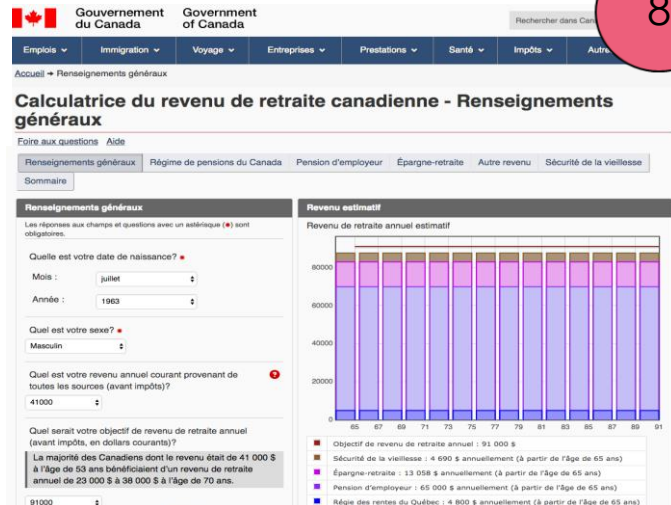 8
Gouvernement
du Canada
Government
of Canada
Rechercher dans
Emplois
Immigration
Voyage
Entreprises
Prestations
Santé
Impôts
Accueil → Renseignements généraux
Calculatrice du revenu de retraite canadienne - Renseignements
généraux
Foire aux questions Aide
Renseignements généraux
Régime de pensions du Canada
Pension d'employeur
Épargne-retraite
Autre revenu
Sécurité de la vieillesse
Sommaire
Renseignements généraux
Les réponses aux champs et questions avec un astérisque (●) sont
obligatoires.
Quelle est votre date de naissance? ●
Mois : juillet
Année : 1963
Quel est votre sexe? ●
Masculin
Quel est votre revenu annuel courant provenant de
toutes les sources (avant impôts)?
?
41000
Quel serait votre objectif de revenu de retraite annuel
(avant impôts, en dollars courants)?
La majorité des Canadiens dont le revenu était de 41 000 $
à l'âge de 53 ans bénéficiaient d'un revenu de retraite
annuel de 23 000 $ à 38 000 $ à l'âge de 70 ans.
91000
Revenu estimatif
Revenu de retraite annuel estimatif
80000
60000
40000
20000
0
65 67 69 71 73 75 77 79 81 83 85 87 89 91
Objectif de revenu de retraite annuel : 91 000 $
Sécurité de la vieillesse : 4 690 $ annuellement (à partir de l'âge de 65 ans)
Épargne-retraite : 13 058 $ annuellement (à partir de l'âge de 65 ans)
Pension d'employeur : 65 000 $ annuellement (à partir de l'âge de 65 ans)
Régie des rentes du Québec : 4 800 $ annuellement (à partir de l'âge de 65 ans)